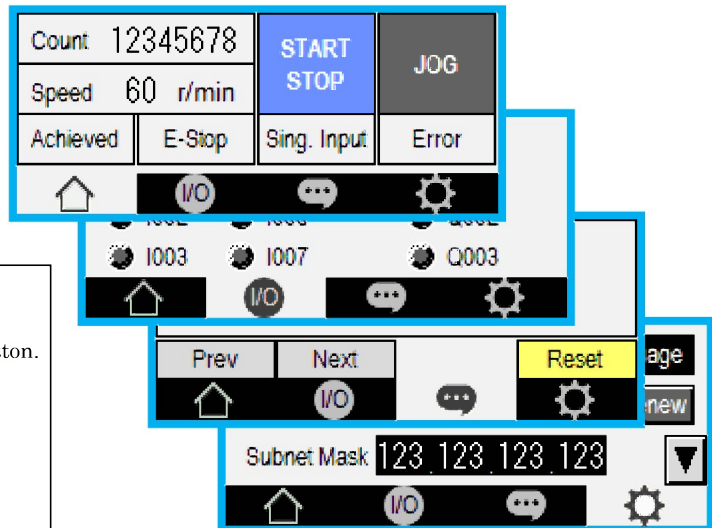 Count 12345678
START
STOP
JOG
Speed 60 r/min
Achieved E-Stop Sing. Input Error
I/O
I003 I007 Q003
I/O
ton.
Prev Next Reset age
I/O
new
Subnet Mask 123.123.123.123
I/O